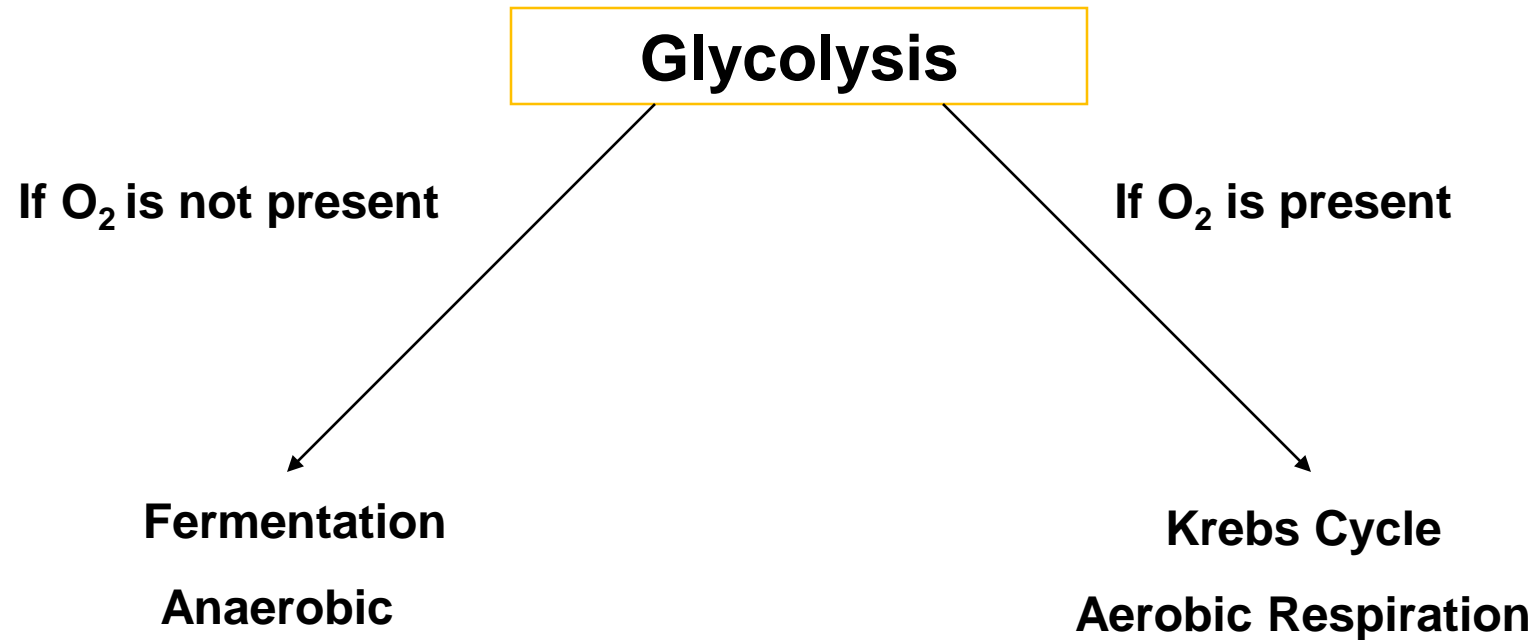 Glycolysis
If O₂ is not present
If O₂ is present
Fermentation
Anaerobic
Krebs Cycle
Aerobic Respiration